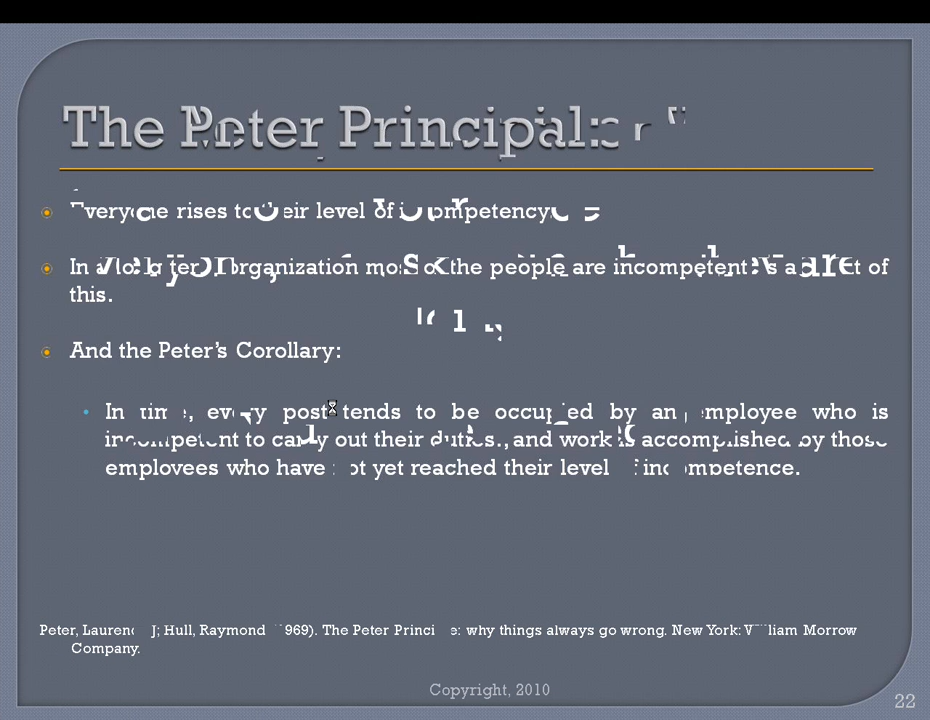 The Peter Principal:
Everyone rises to their level of incompetency.
In a long term organization most of the people are incompetent as a result of
this.
And the Peter's Corollary:
In time, every post tends to be occupied by an employee who is
incompetent to carry out their duties., and work is accomplished by those
employees who have not yet reached their level of incompetence.
Peter, Laurence J; Hull, Raymond (1969). The Peter Principle: why things always go wrong. New York: William Morrow
Company.
Copyright, 2010
22